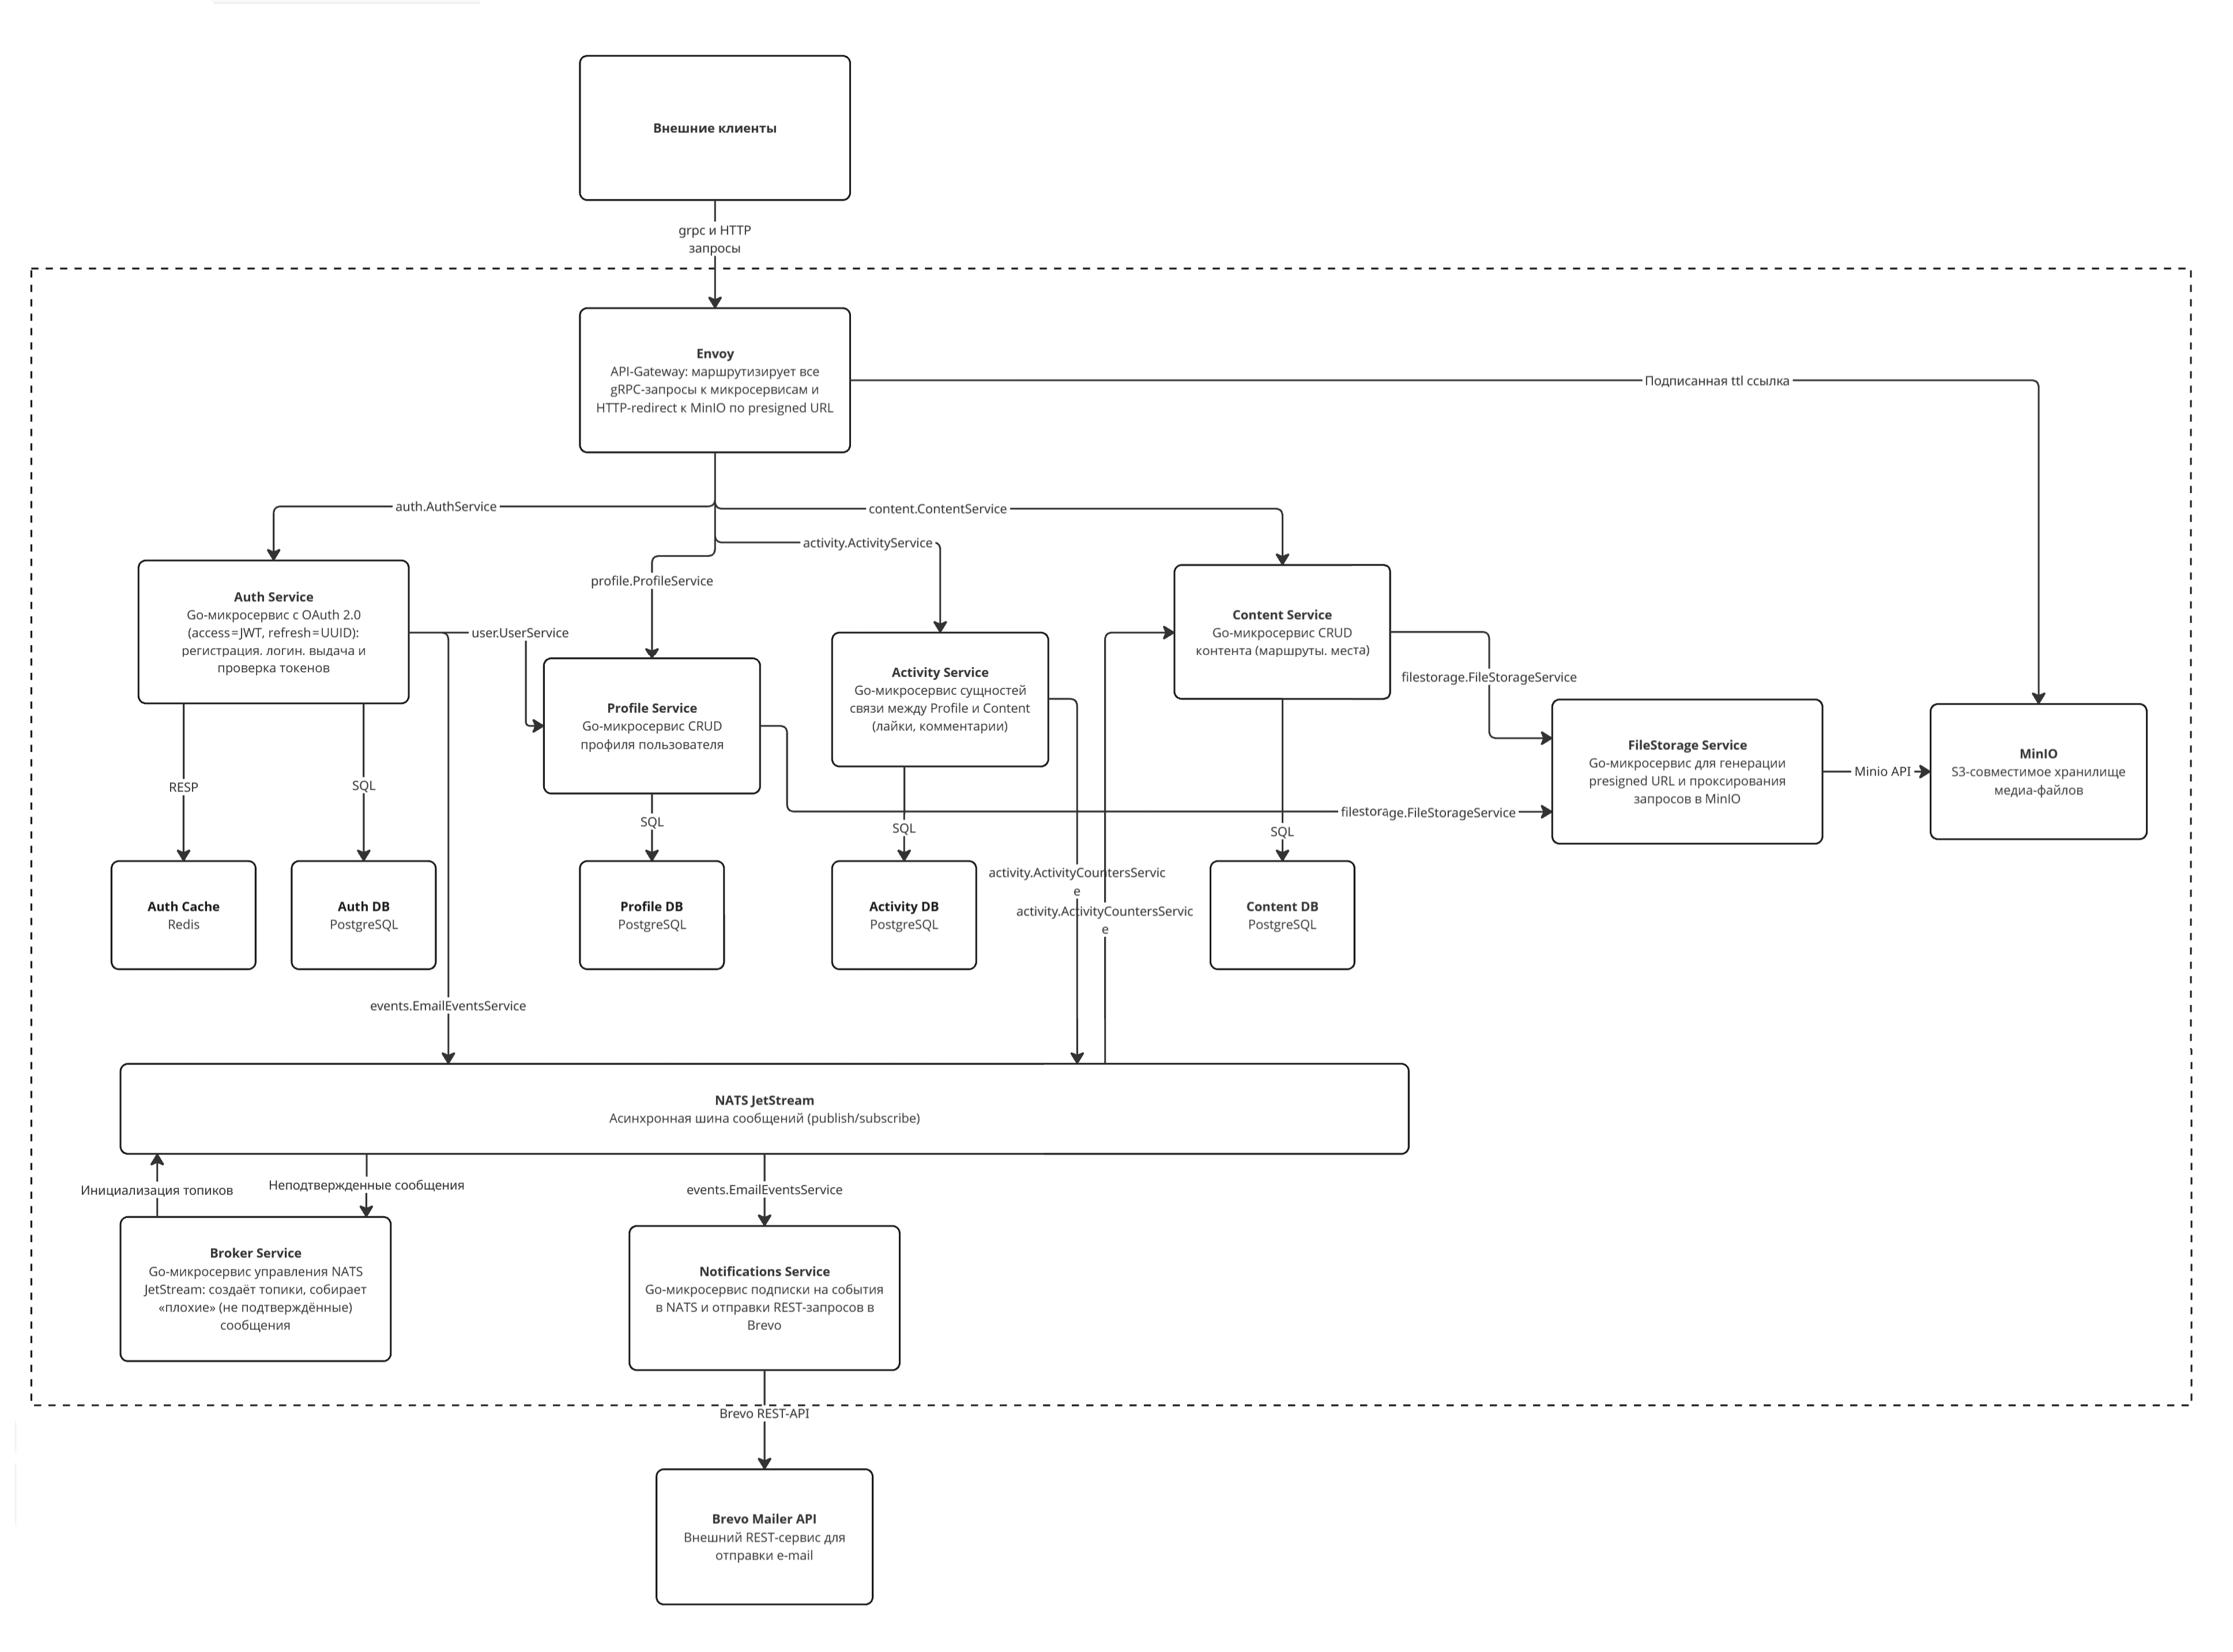 Внешние клиенты
grpc и HTTP
запросы
Envoy
API-Gateway: маршрутизирует все
gRPC-запросы к микросервисам и
HTTP-redirect к MinIO по presigned URL
Подписанная ttl ссылка
auth.AuthService
content.ContentService
activity.ActivityService
profile.ProfileService
Auth Service
Go-микросервис с OAuth 2.0
(access=JWT, refresh=UUID):
регистрация. логин. выдача и
проверка токенов
user.UserService
Profile Service
Go-микросервис CRUD
профиля пользователя
Activity Service
Go-микросервис сущностей
связи между Profile и Content
(лайки, комментарии)
Content Service
Go-микросервис CRUD
контента (маршруты. места)
filestorage.FileStorageService
FileStorage Service
Go-микросервис для генерации
presigned URL и проксирования
запросов в MinIO
Minio API
MinIO
S3-совместимое хранилище
медиа-файлов
RESP
SQL
SQL
SQL
SQL
filestorage.FileStorageService
activity.ActivityCountersServic
e
activity.ActivityCountersServic
e
Auth Cache
Redis
Auth DB
PostgreSQL
Profile DB
PostgreSQL
Activity DB
PostgreSQL
Content DB
PostgreSQL
events.EmailEventsService
NATS JetStream
Асинхронная шина сообщений (publish/subscribe)
Инициализация топиков
Неподтвержденные сообщения
events.EmailEventsService
Broker Service
Go-микросервис управления NATS
JetStream: создаёт топики, собирает
«плохие» (не подтверждённые)
сообщения
Notifications Service
Go-микросервис подписки на события
в NATS и отправки REST-запросов в
Brevo
Brevo REST-API
Brevo Mailer API
Внешний REST-сервис для
отправки e-mail